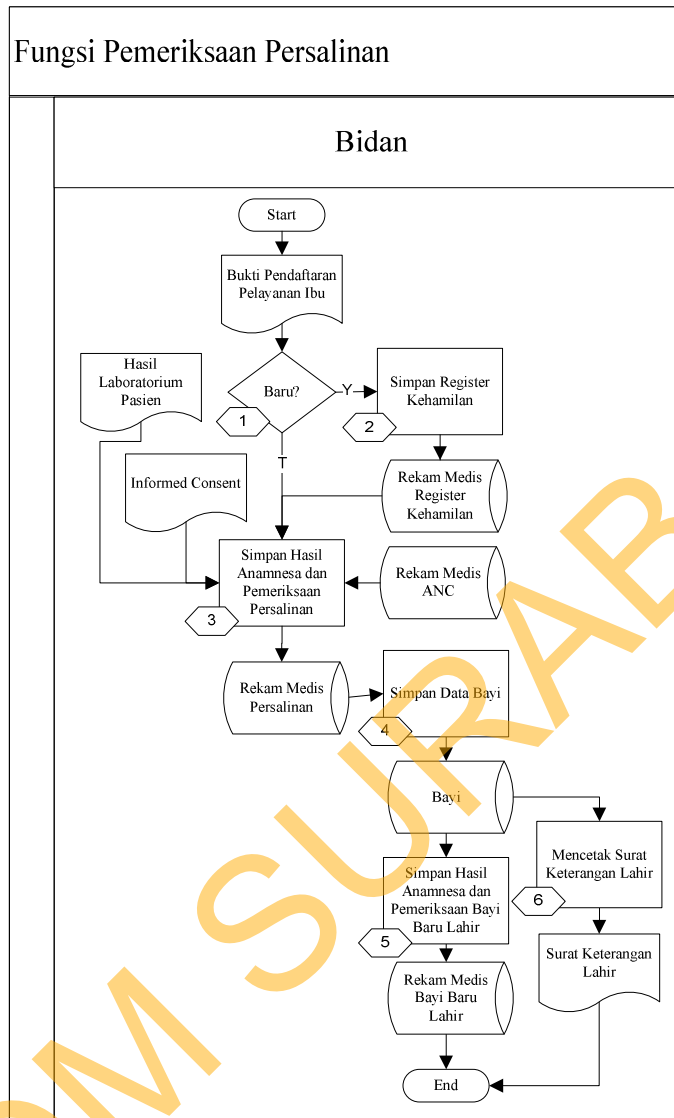 Fungsi Pemeriksaan Persalinan
Bidan
Start
Bukti Pendaftaran
Pelayanan Ibu
Hasil
Laboratorium
Pasien
Baru?
1
Y
Simpan Register
Kehamilan
2
T
Informed Consent
Rekam Medis
Register
Kehamilan
Simpan Hasil
Anamnesa dan
Pemeriksaan
Persalinan
3
Rekam Medis
ANC
Rekam Medis
Persalinan
Simpan Data Bayi
4
Bayi
Mencetak Surat
Keterangan Lahir
6
Simpan Hasil
Anamnesa dan
Pemeriksaan Bayi
Baru Lahir
5
Surat Keterangan
Lahir
Rekam Medis
Bayi Baru
Lahir
End
OM SURAB